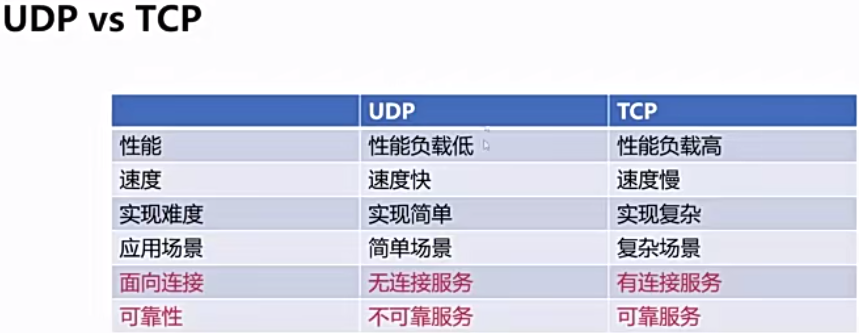 UDP vs TCP
UDP TCP
性能 性能负载低 性能负载高
速度 速度快 速度慢
实现难度 实现简单 实现复杂
应用场景 简单场景 复杂场景
面向连接 无连接服务 有连接服务
可靠性 不可靠服务 可靠服务